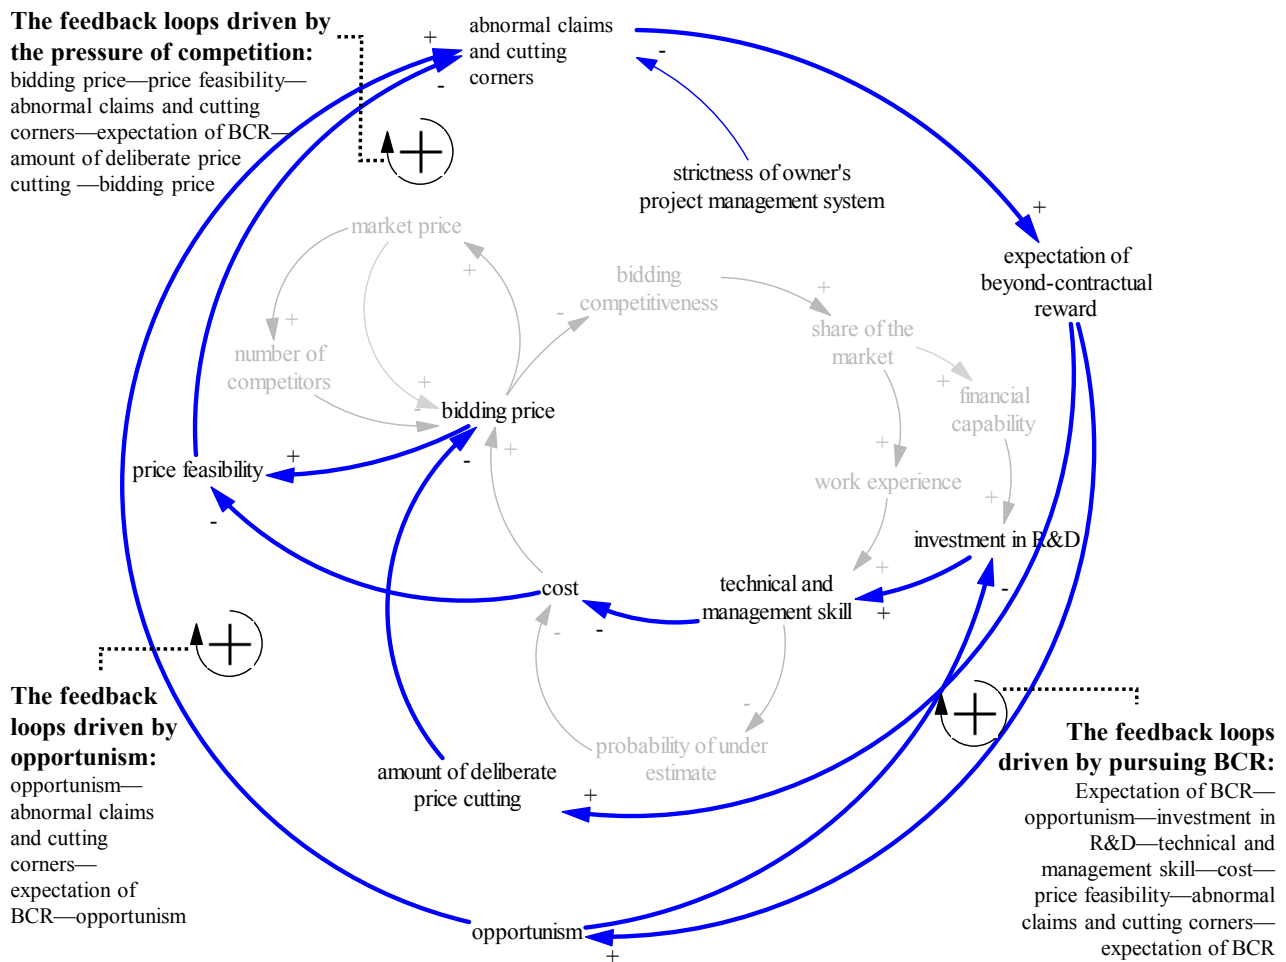 The feedback loops driven by
the pressure of competition:
bidding price—price feasibility—
abnormal claims and cutting
corners—expectation of BCR—
amount of deliberate price
cutting —bidding price
+
-
abnormal claims
and cutting
corners
-
strictness of owner's
project management system
+
expectation of
beyond-contractual
reward
market price
+
+
number of
competitors
+
-
bidding price
-
bidding
competitiveness
+
share of the
market
+
financial
capability
+
work experience
+
investment in R&D
-
+
+
technical and
management skill
price feasibility
+
-
-
+
cost
-
-
-
probability of under
estimate
amount of deliberate
price cutting
+
opportunism
+
The feedback
loops driven by
opportunism:
opportunism—
abnormal claims
and cutting
corners—
expectation of
BCR—opportunism
The feedback loops
driven by pursuing BCR:
Expectation of BCR—
opportunism—investment in
R&D—technical and
management skill—cost—
price feasibility—abnormal
claims and cutting corners—
expectation of BCR